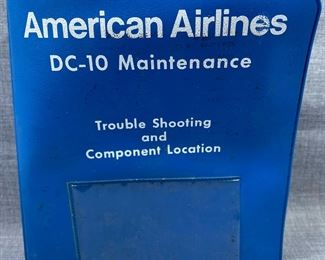 American Airlines
DC-10 Maintenance
Trouble Shooting
and
Component Location